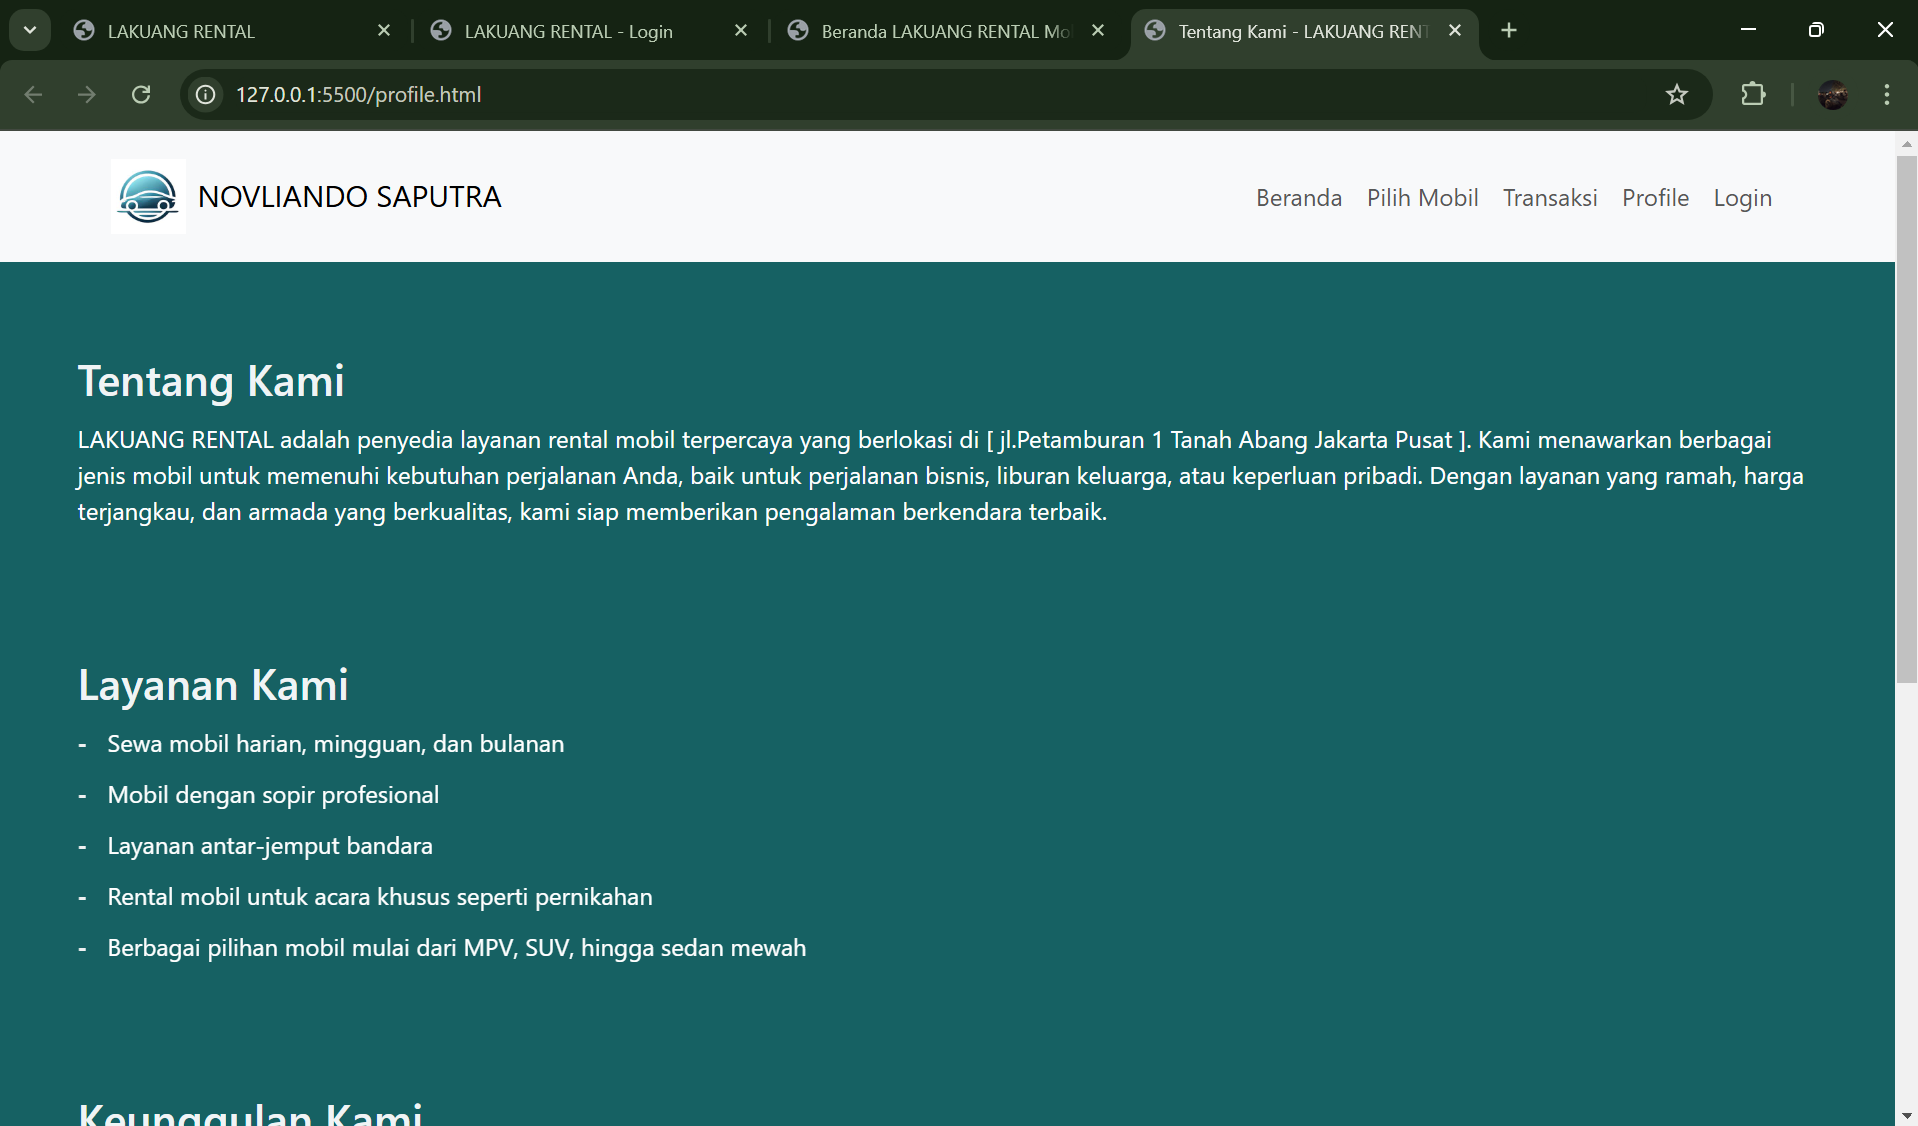 LAKUANG RENTAL
LAKUANG RENTAL - Login
Beranda LAKUANG RENTAL Mo
Tentang Kami - LAKUANG RENT
127.0.0.1:5500/profile.html
NOVLIANDO SAPUTRA
Beranda Pilih Mobil Transaksi Profile Login
Tentang Kami
LAKUANG RENTAL adalah penyedia layanan rental mobil terpercaya yang berlokasi di [ jl.Petamburan 1 Tanah Abang Jakarta Pusat ]. Kami menawarkan berbagai
jenis mobil untuk memenuhi kebutuhan perjalanan Anda, baik untuk perjalanan bisnis, liburan keluarga, atau keperluan pribadi. Dengan layanan yang ramah, harga
terjangkau, dan armada yang berkualitas, kami siap memberikan pengalaman berkendara terbaik.
Layanan Kami
- Sewa mobil harian, mingguan, dan bulanan
- Mobil dengan sopir profesional
- Layanan antar-jemput bandara
- Rental mobil untuk acara khusus seperti pernikahan
- Berbagai pilihan mobil mulai dari MPV, SUV, hingga sedan mewah
Keunggulan Kami